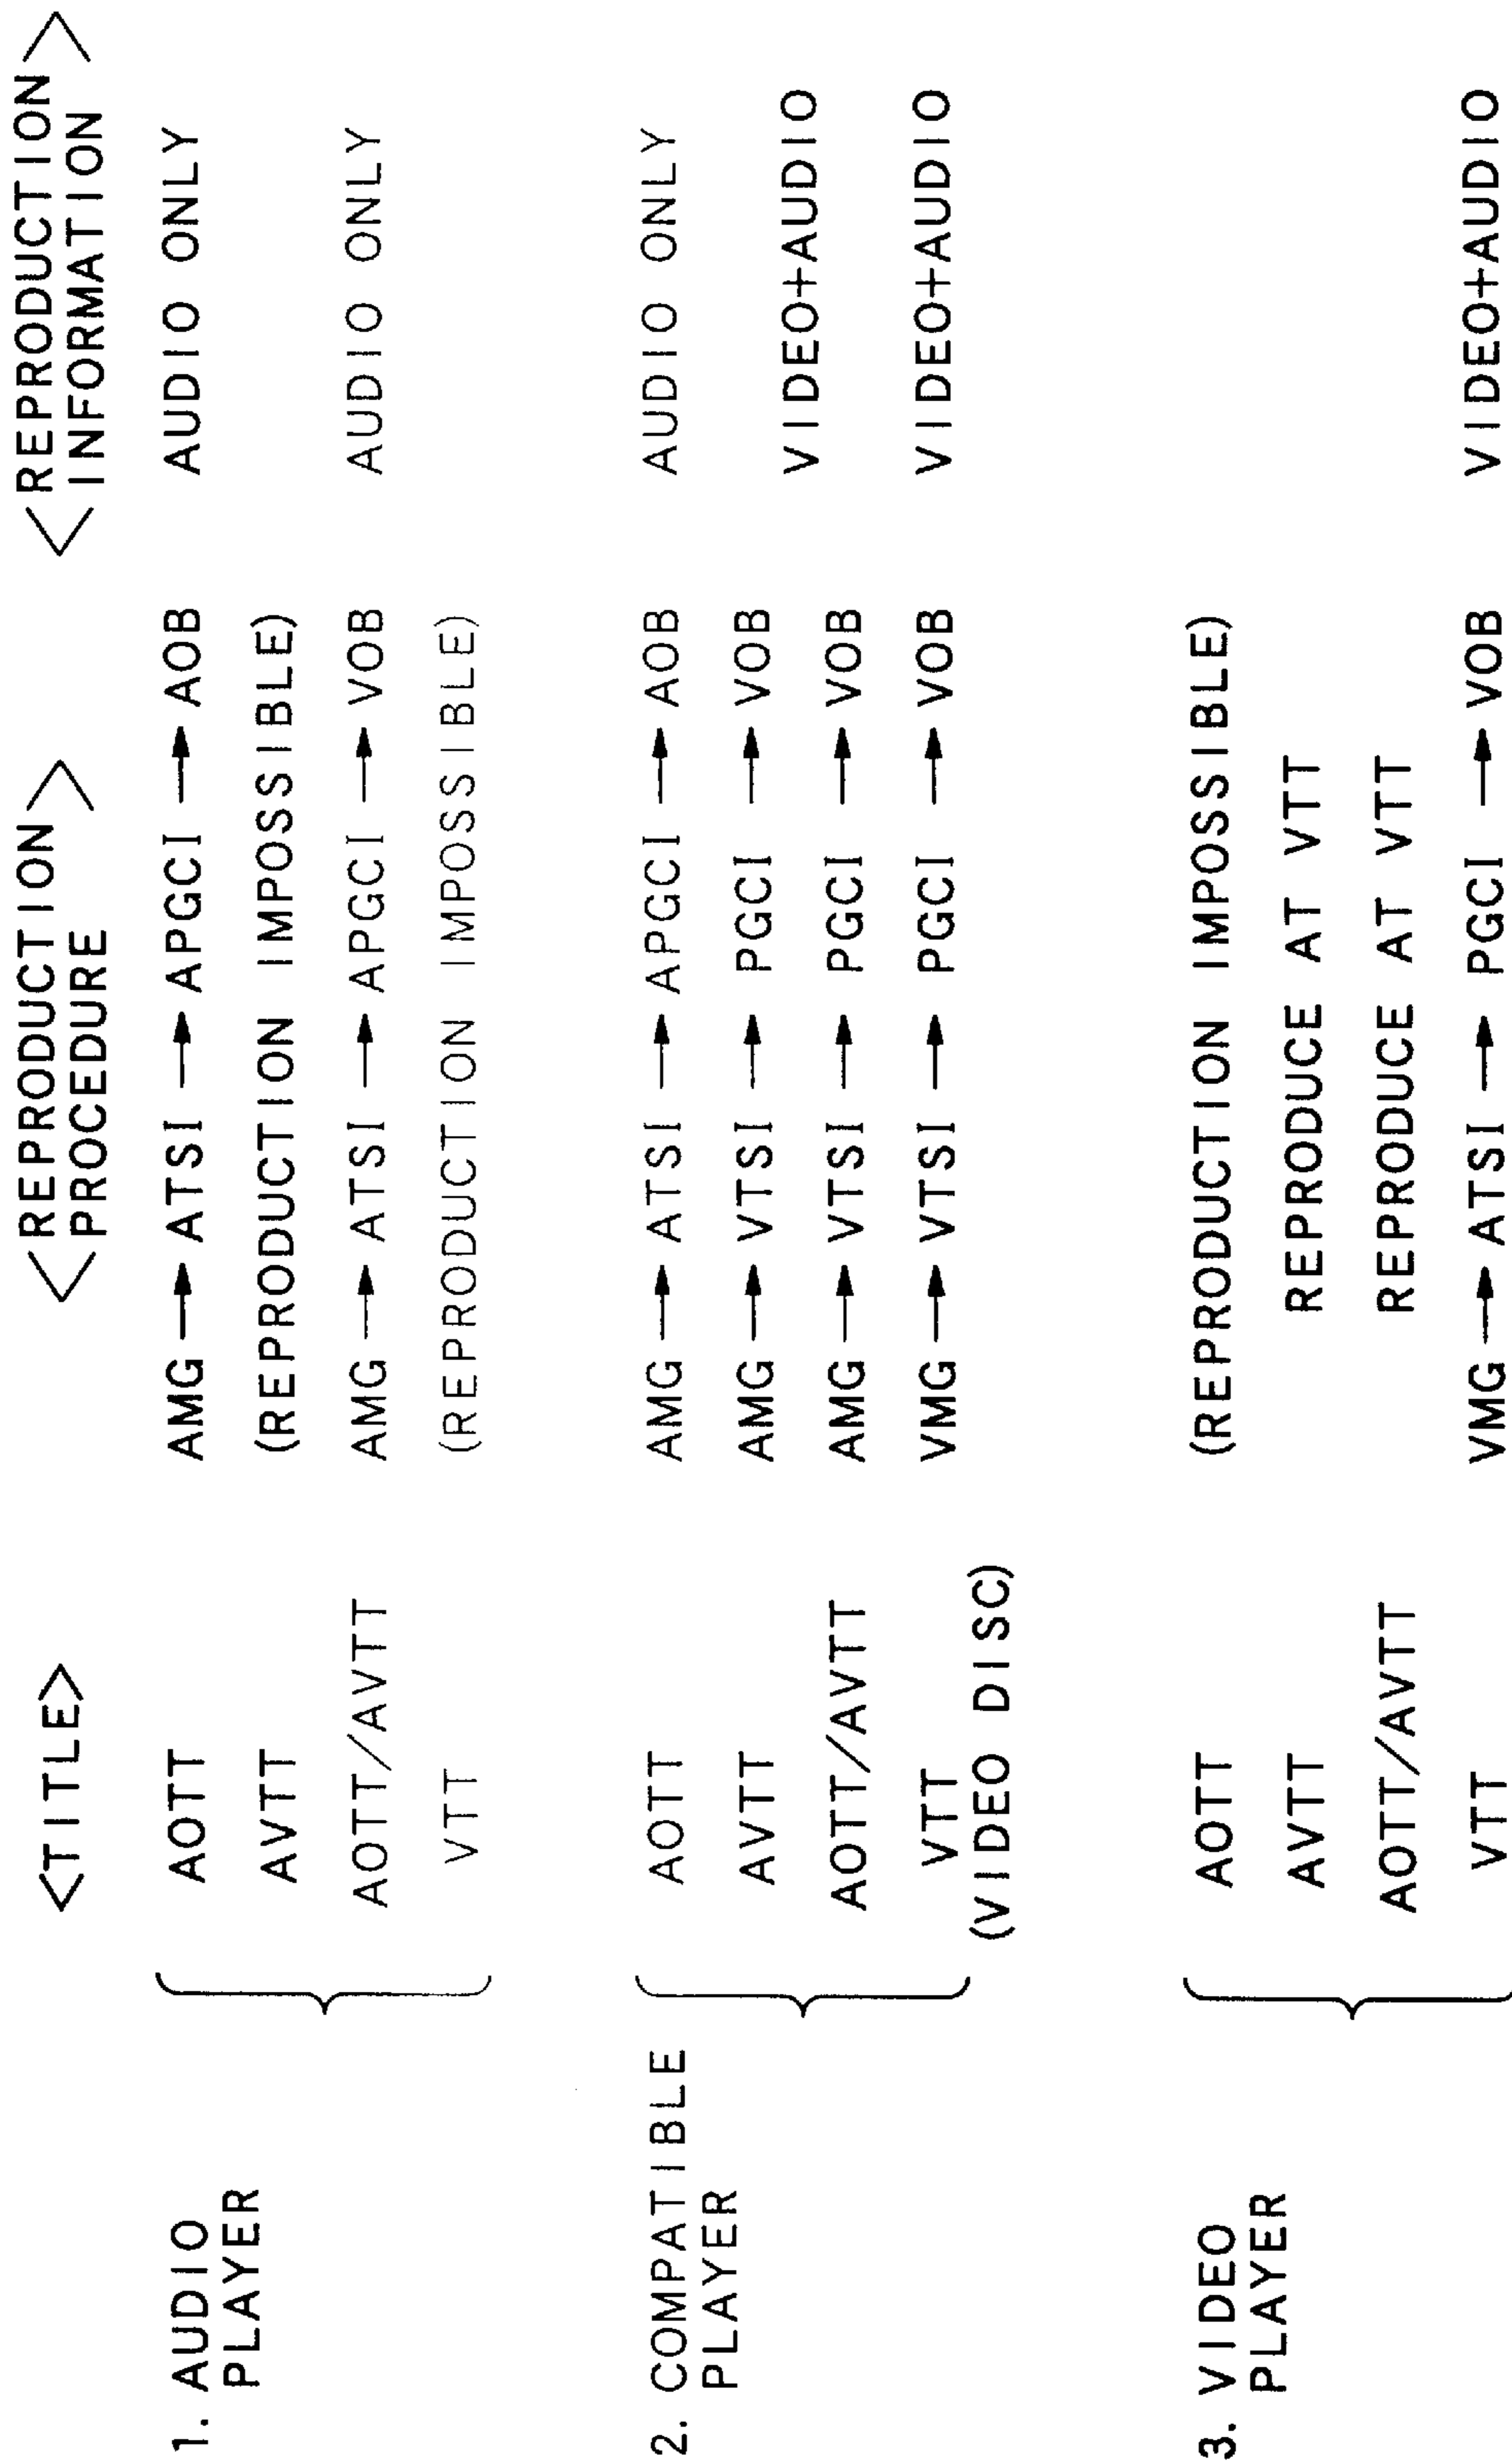 <TITLE> <REPRODUCTION PROCEDURE> <REPRODUCTION INFORMATION>
1. AUDIO PLAYER
AOTT AMG → ATSI → APGCI → AOB AUDIO ONLY
AVTT (REPRODUCTION IMPOSSIBLE)
AOTT/AVTT AMG → ATSI → APGCI → VOB AUDIO ONLY
VTT (REPRODUCTION IMPOSSIBLE)
2. COMPATIBLE PLAYER
AOTT AMG → ATSI → APGCI → AOB AUDIO ONLY
AVTT AMG → VTSI → PGCI → VOB VIDEO+AUDIO
AOTT/AVTT AMG → VTSI → PGCI → VOB
VTT VMG → VTSI → PGCI → VOB VIDEO+AUDIO
(VIDEO DISC)
3. VIDEO PLAYER
AOTT (REPRODUCTION IMPOSSIBLE)
AVTT REPRODUCE AT VTT
AOTT/AVTT REPRODUCE AT VTT
VTT VMG → ATSI → PGCI → VOB VIDEO+AUDIO